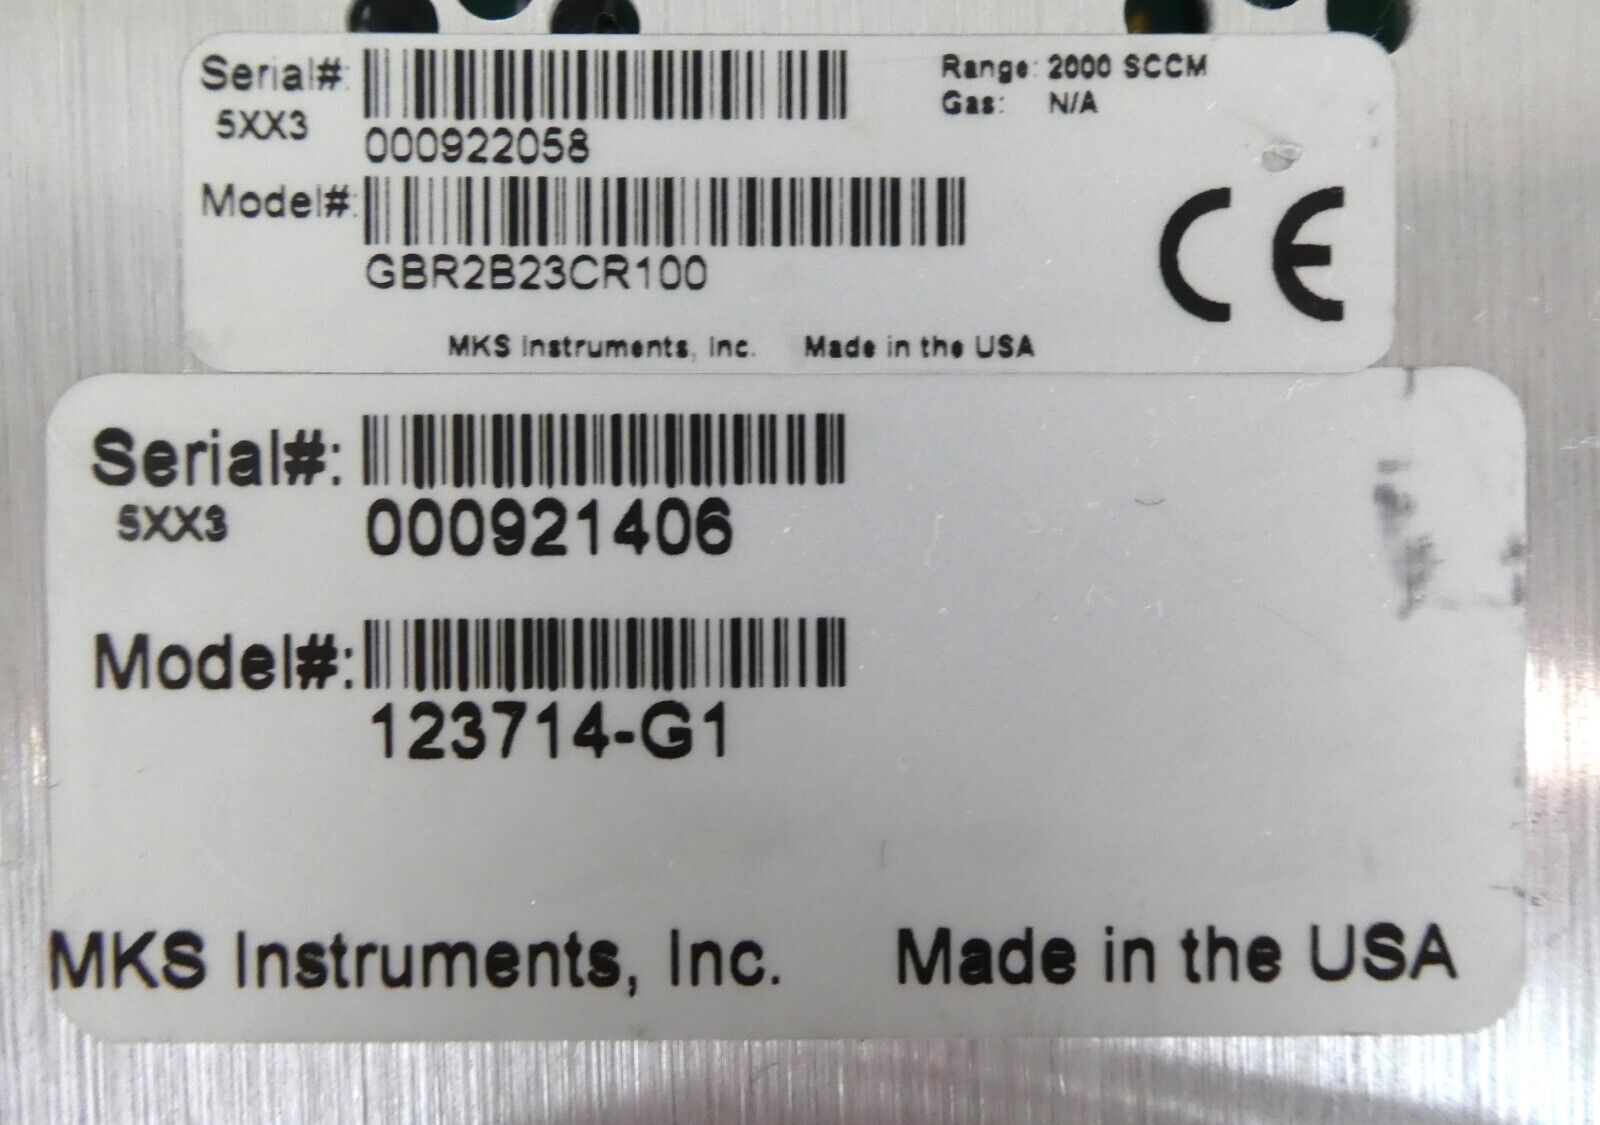 Serial#: Range: 2000 SCCM
5XX3 Gas: N/A
000922058
Model#:
GBR2B23CR100
CE
MKS Instruments, Inc. Made in the USA
Serial#:
5XX3 000921406
Model#:
123714-G1
MKS Instruments, Inc. Made in the USA